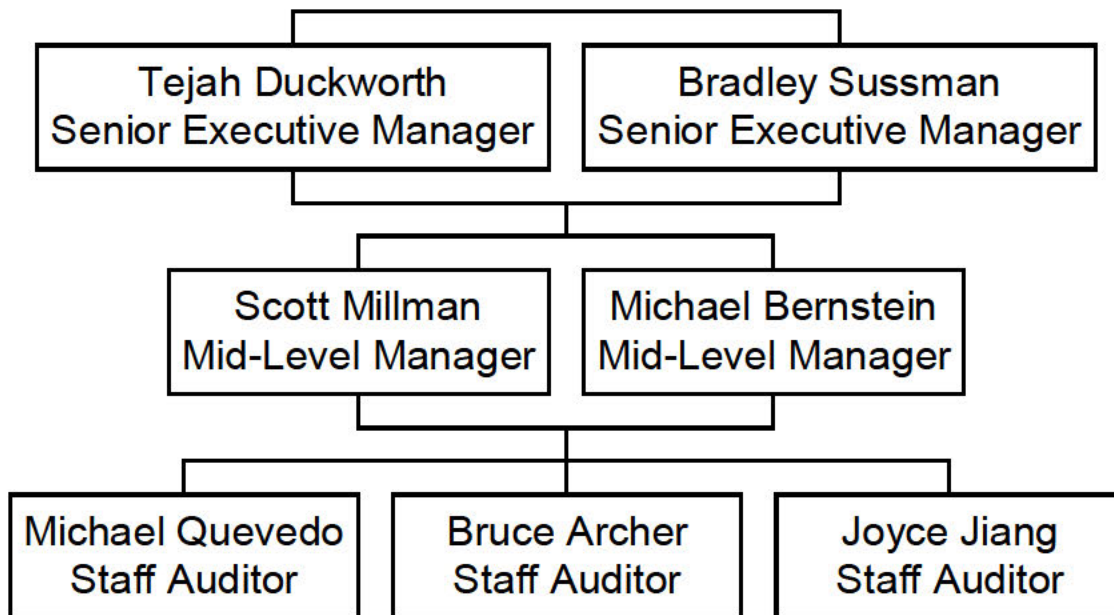 Tejah Duckworth
Senior Executive Manager
Bradley Sussman
Senior Executive Manager
Scott Millman
Mid-Level Manager
Michael Bernstein
Mid-Level Manager
Michael Quevedo
Staff Auditor
Bruce Archer
Staff Auditor
Joyce Jiang
Staff Auditor